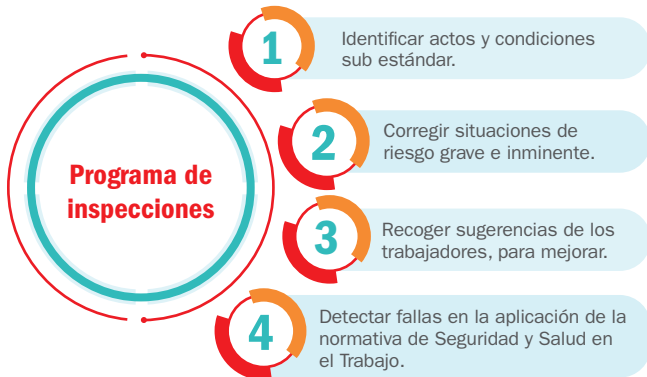 Programa de
inspecciones
1
Identificar actos y condiciones
sub estándar.
2
Corregir situaciones de
riesgo grave e inminente.
3
Recoger sugerencias de los
trabajadores, para mejorar.
4
Detectar fallas en la aplicación de la
normativa de Seguridad y Salud en
el Trabajo.